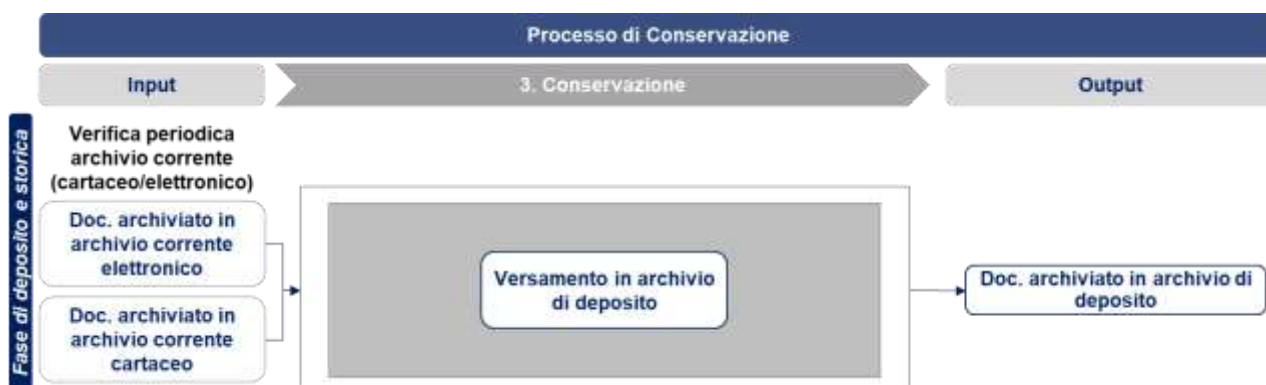 Processo di Conservazione
Input
3. Conservazione
Output
Fase di deposito e storica
Verifica periodica
archivio corrente
(cartaceo/elettronico)
Doc. archiviato in
archivio corrente
elettronico
Doc. archiviato in
archivio corrente
cartaceo
Versamento in archivio
di deposito
Doc. archiviato in archivio di
deposito